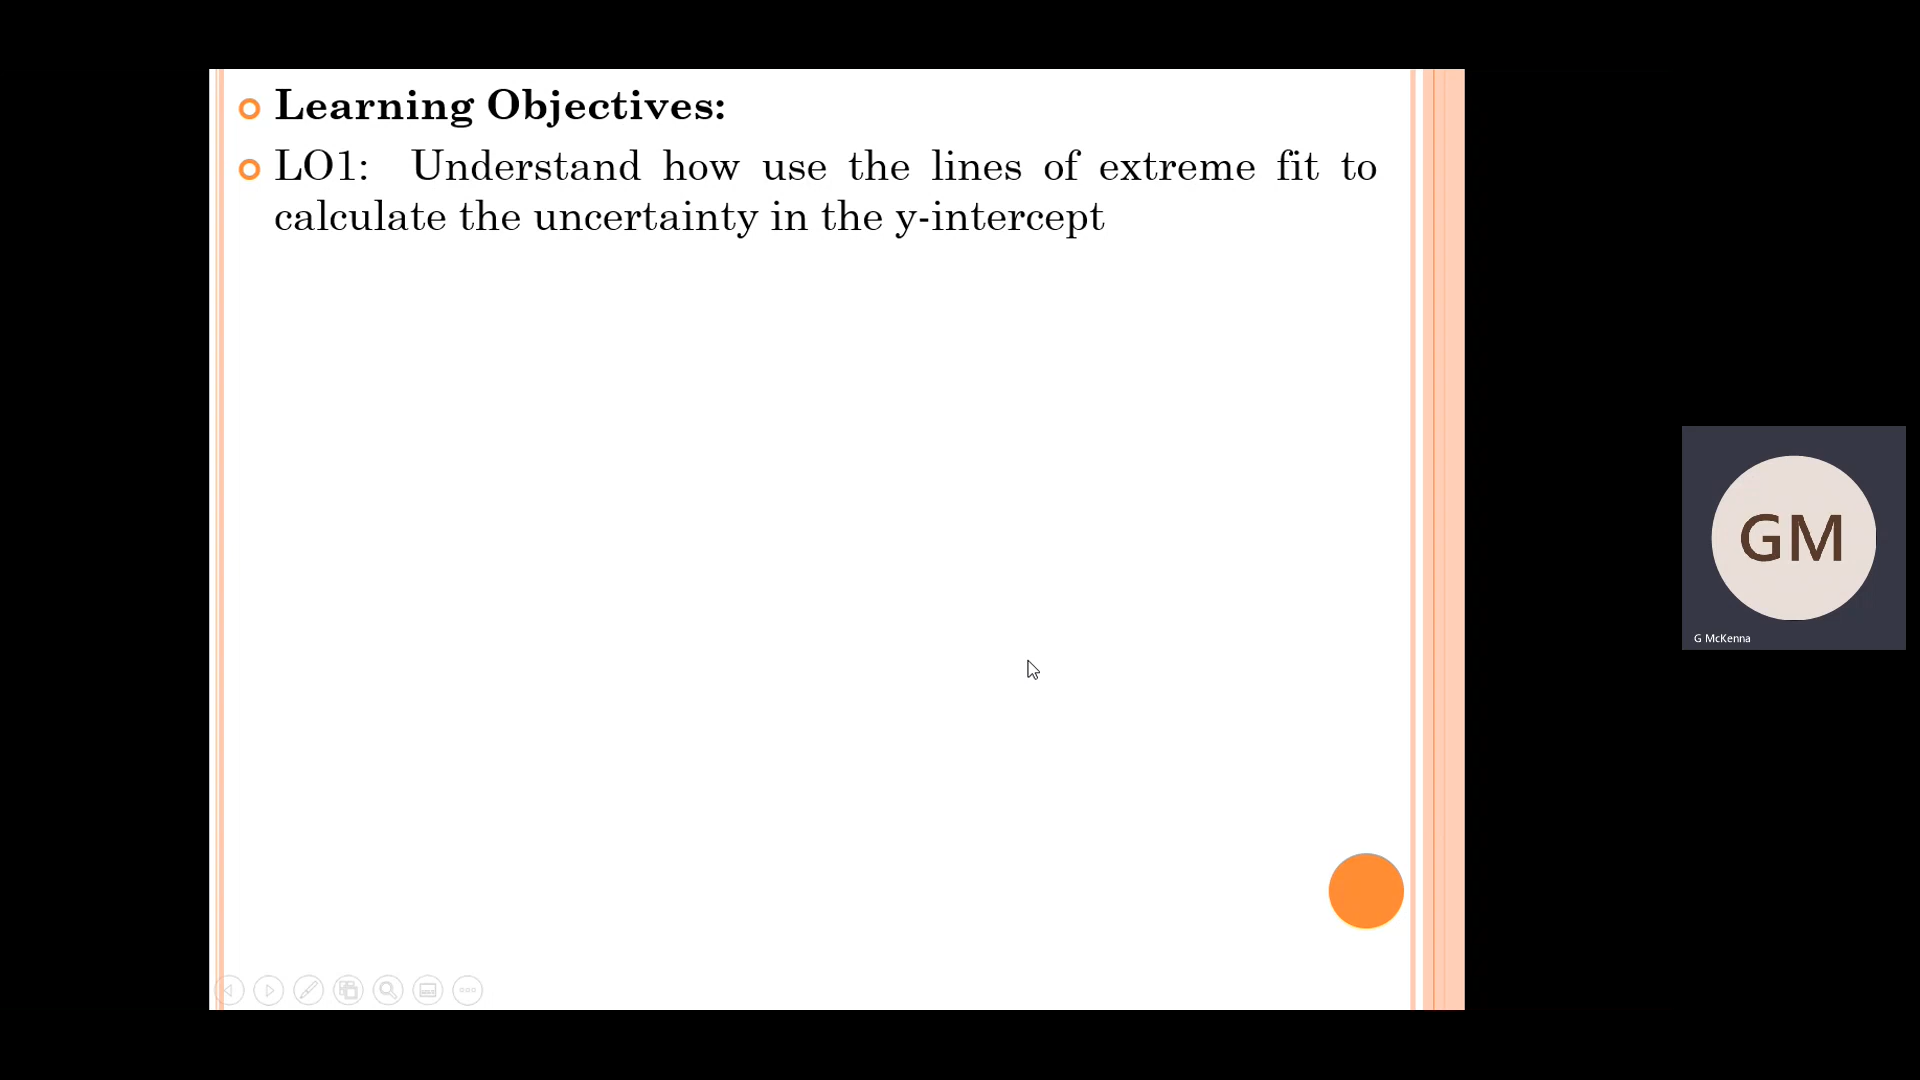 Learning Objectives:
LO1: Understand how use the lines of extreme fit to
calculate the uncertainty in the y-intercept
GM
G McKenna